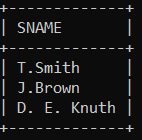 SNAME
T.Smith
J.Brown
D. E. Knuth